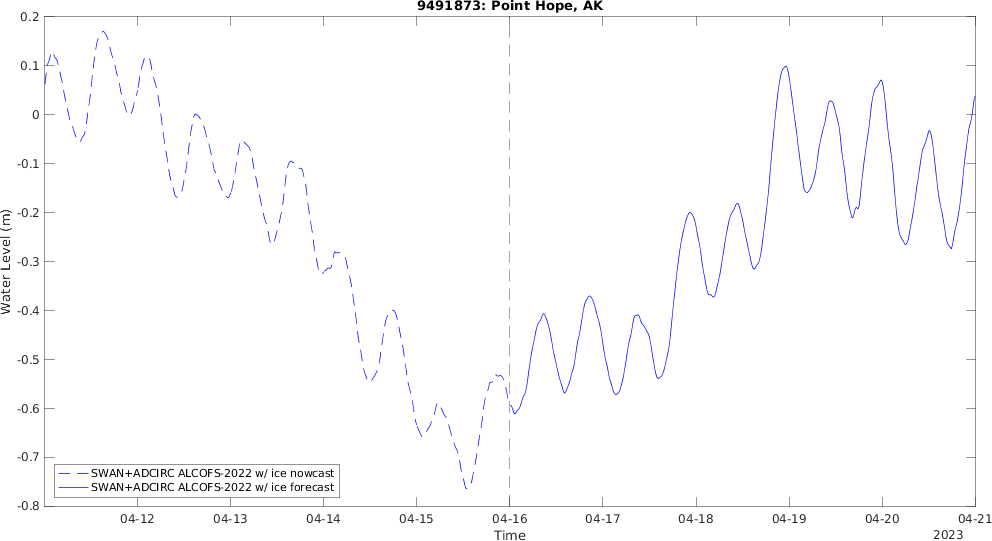 9491873: Point Hope, AK
0.2
0.1
0
-0.1
-0.2
-0.3
-0.4
-0.5
-0.6
-0.7
-0.8
Water Level (m)
SWAN+ADCIRC ALCOFS-2022 w/ ice nowcast
SWAN+ADCIRC ALCOFS-2022 w/ ice forecast
04-12 04-13 04-14 04-15 04-16 04-17 04-18 04-19 04-20 04-21
Time
2023